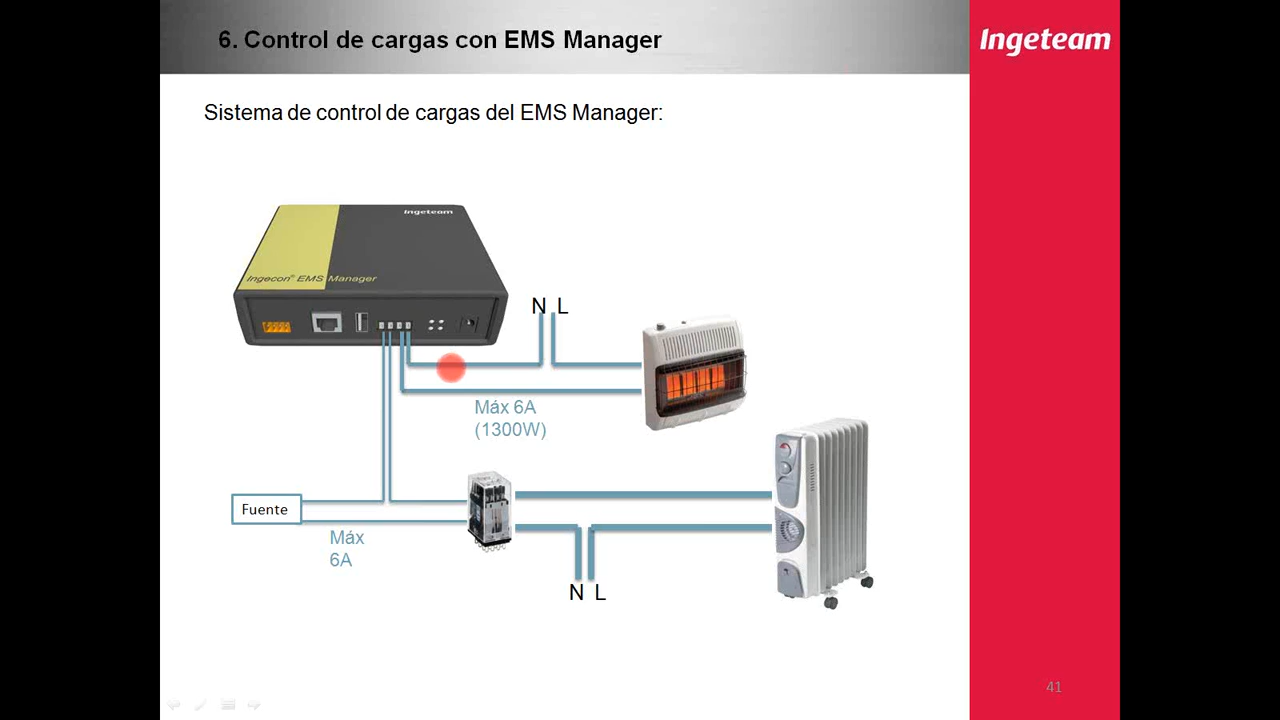 6. Control de cargas con EMS Manager
Ingeteam
Sistema de control de cargas del EMS Manager:
Ingeteam
Ingecon® EMS Manager
N L
Máx 6A
(1300W)
Fuente
Máx
6A
N L
41